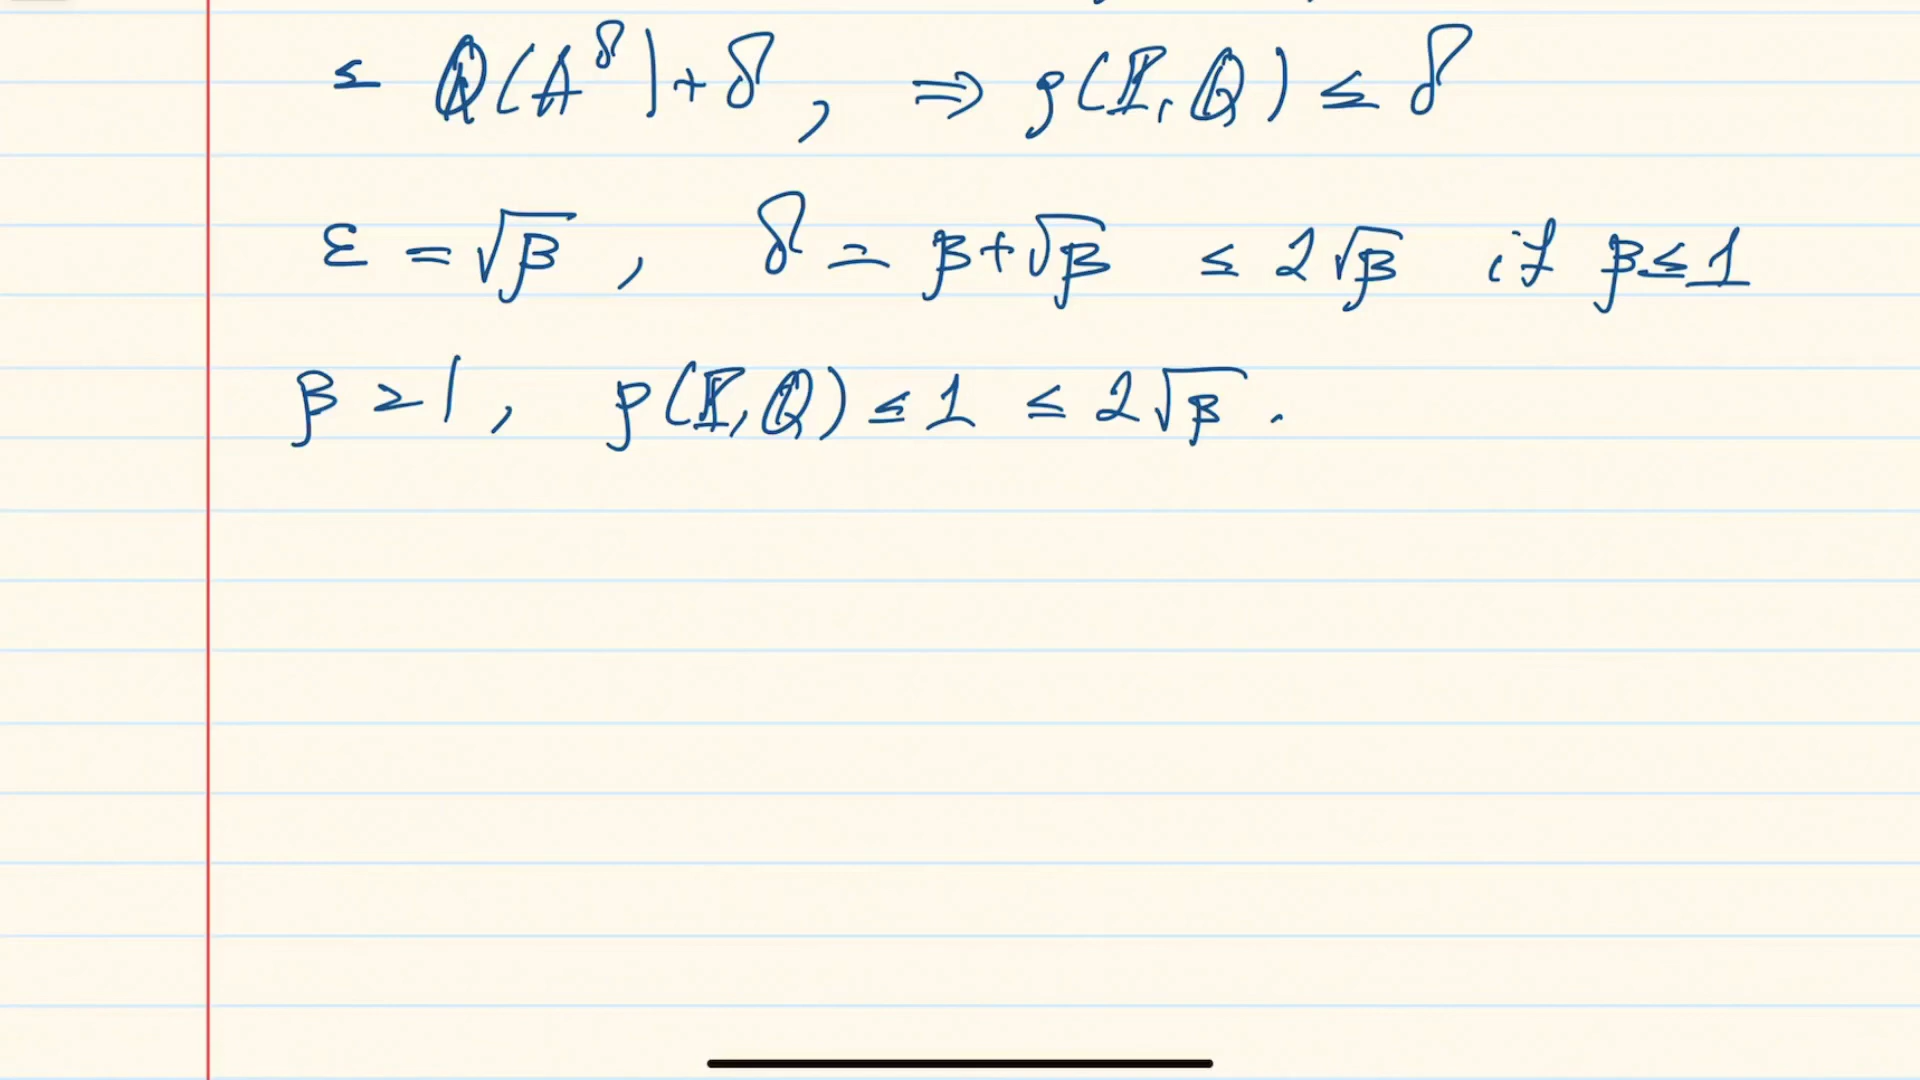 ≤ ℚ(A^δ) + δ, ⇒ ρ(ℙ, ℚ) ≤ δ
ε = √β, δ = β + √β ≤ 2√β if β ≤ 1
β ≥ 1, ρ(ℙ, ℚ) ≤ 1 ≤ 2√β.